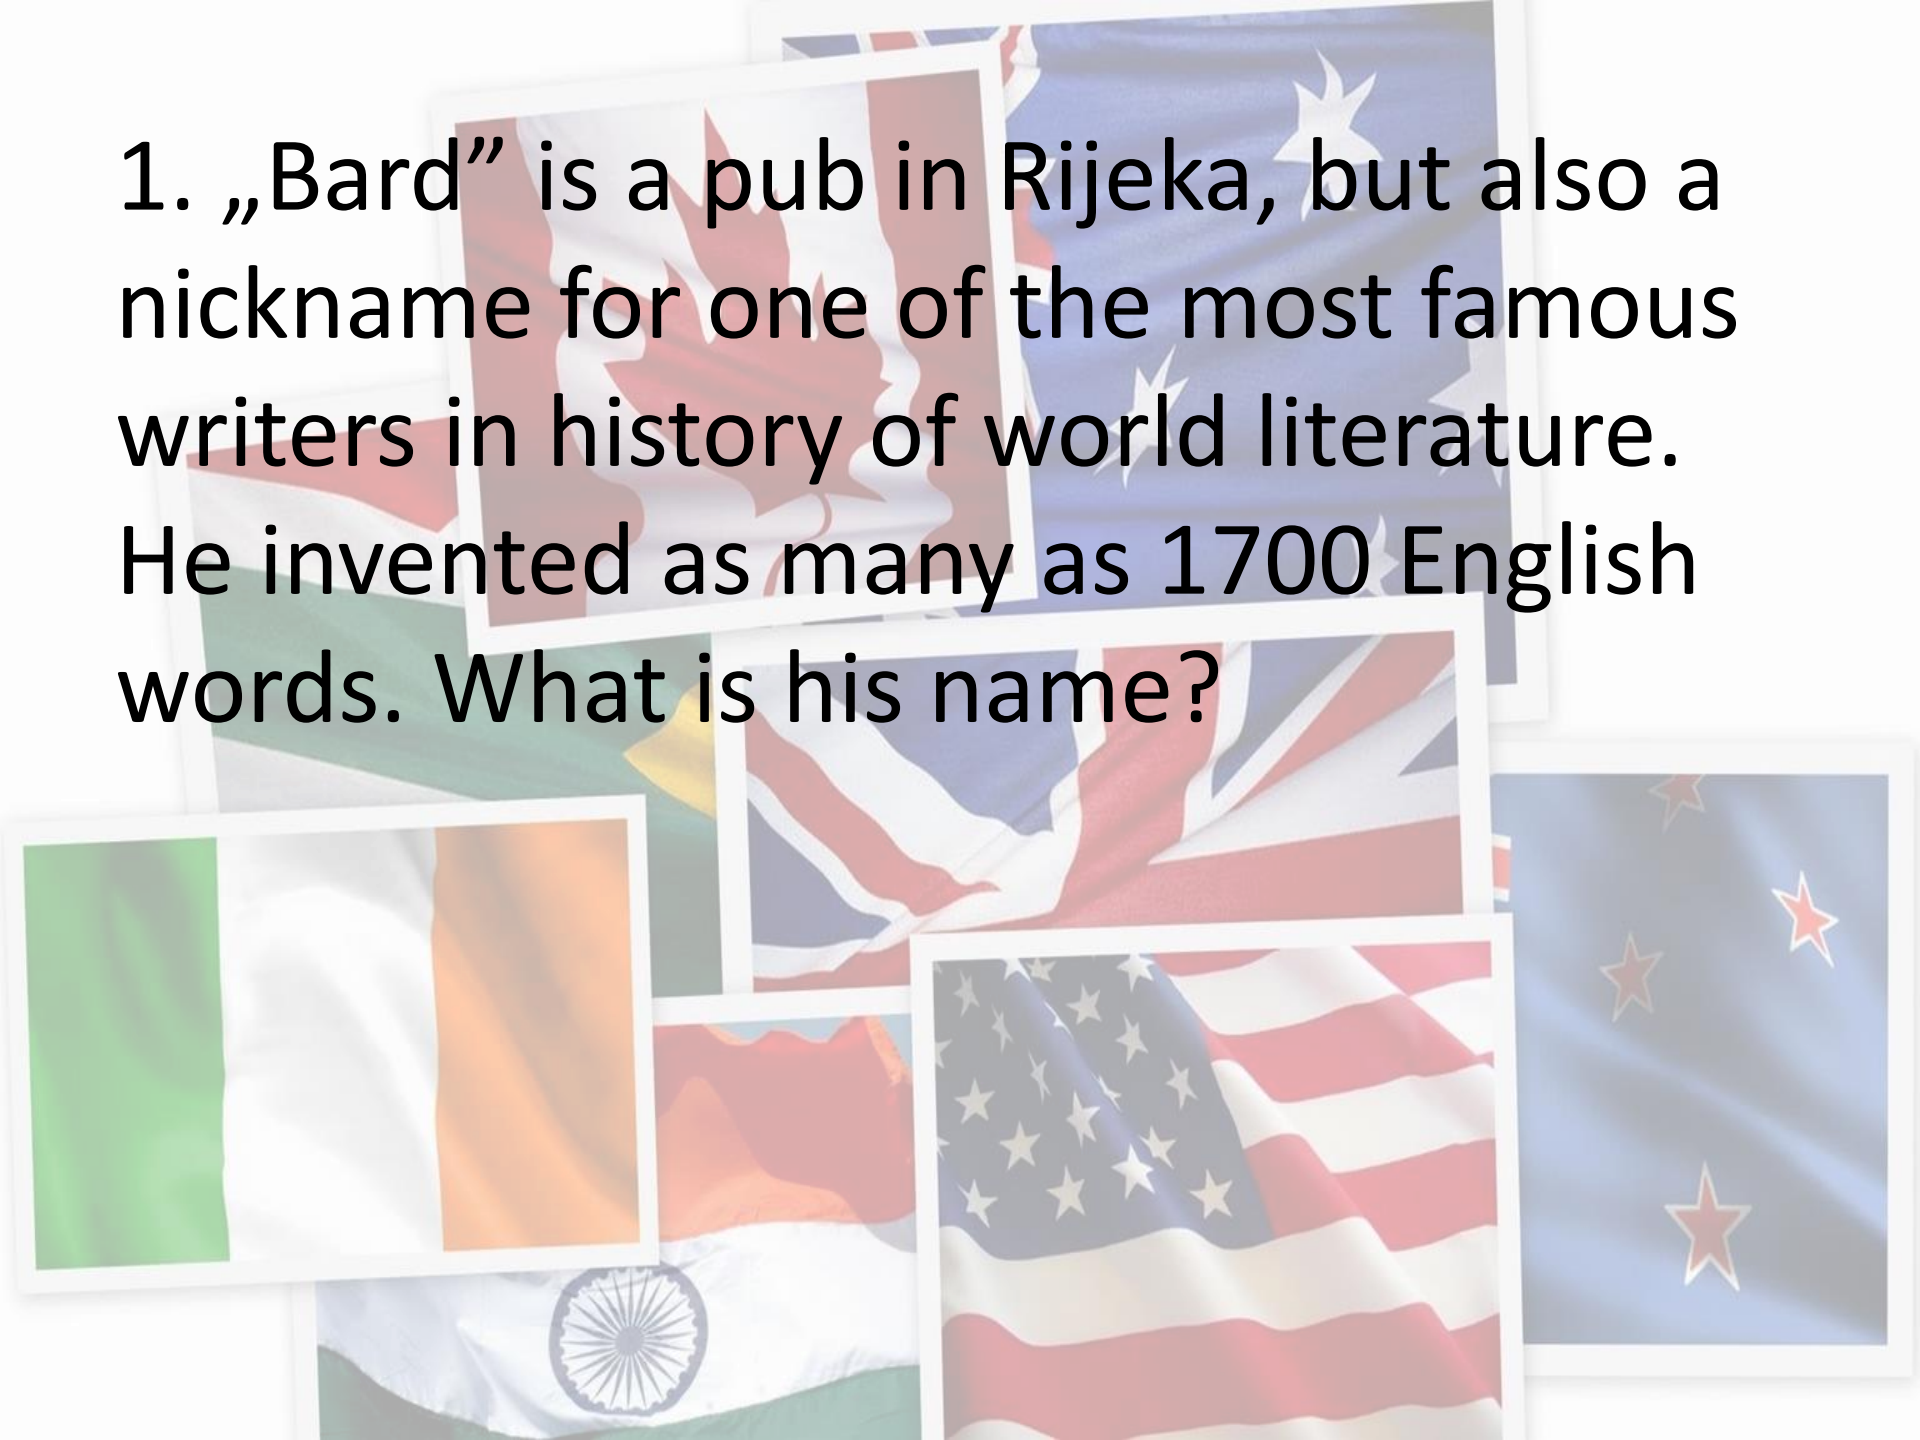 1. „Bard” is a pub in Rijeka, but also a
nickname for one of the most famous
writers in history of world literature.
He invented as many as 1700 English
words. What is his name?